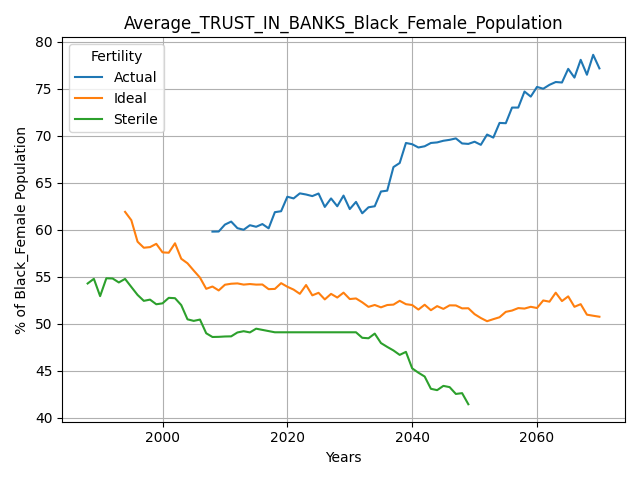 Average_TRUST_IN_BANKS_Black_Female_Population
80
75
70
65
60
55
50
45
40
% of Black_Female Population
Fertility
Actual
Ideal
Sterile
2000
2020
2040
2060
Years